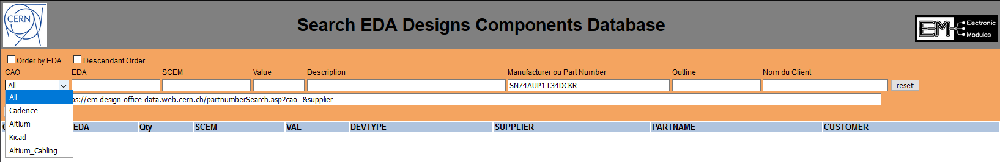 CERN
Search EDA Designs Components Database
EM Electronic Modules
Order by EDA Descendant Order
CAO EDA SCEM Value Description Manufacturer ou Part Number Outline Nom du Client
All SN74AUP1T34DCKR reset
All ps://em-design-office-data.web.cern.ch/partnumberSearch.asp?cao=&supplier=
Cadence
Altium
EDA Qty SCEM VAL DEVTYPE SUPPLIER PARTNAME CUSTOMER
Kicad
Altium_Cabling